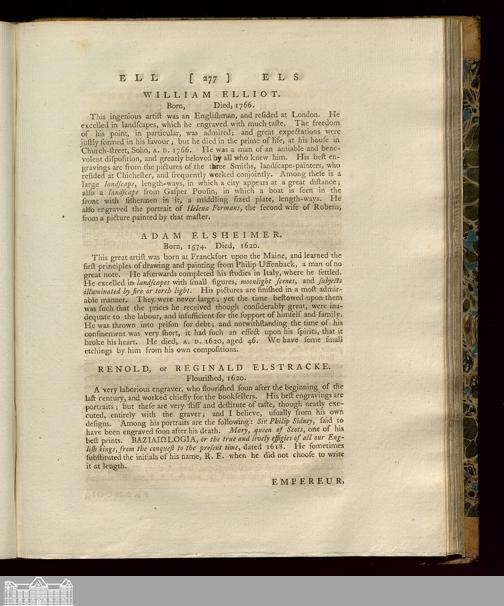 E L L [ 277 ] E L S
WILLIAM ELLIOT.
Born, Died, 1766.
This ingenious artiſt was an Engliſhman, and reſided at London. He
excelled in landſcapes, which he engraved with much taſte. The freedom
of his point, in particular, was admired; and great expectations were
juſtly formed in his favour; but he died in the prime of life, at his houſe in
Church-ſtreet, Soho, A. D. 1766. He was a man of an amiable and bene-
volent diſpoſition, and greatly beloved by all who knew him. His beſt en-
gravings are from the pictures of the three Smiths, landſcape-painters, who
reſided at Chicheſter, and frequently worked conjointly. Among theſe is a
large landſcape, length-ways, in which a city appears at a great diſtance;
alſo a landſcape from Gaſper Pouſin, in which a boat is ſeen in the
front with fiſhermen in it, a middling ſized plate, length-ways. He
alſo engraved the portrait of Helena Formans, the ſecond wife of Rubens,
from a picture painted by that maſter.
ADAM ELSHEIMER.
Born, 1574. Died, 1620.
This great artiſt was born at Franckfort upon the Maine, and learned the
firſt principles of drawing and painting from Philip Uffenback, a man of no
great note. He afterwards completed his ſtudies in Italy, where he ſettled.
He excelled in landſcapes with ſmall figures, moonlight ſcenes, and ſubjects
illuminated by fire or torch light. His pictures are finiſhed in a moſt admir-
able manner. They were never large; yet the time beſtowed upon them
was ſuch that the prices he received though conſiderably great, were ina-
dequate to the labour, and inſufficient for the ſupport of himſelf and family.
He was thrown into priſon for debt; and notwithſtanding the time of his
confinement was very ſhort, it had ſuch an effect upon his ſpirits, that it
broke his heart. He died, A. D. 1620, aged 46. We have ſome ſmall
etchings by him from his own compoſitions.
RENOLD, or REGINALD ELSTRACKE.
Flouriſhed, 1620.
A very laborious engraver, who flouriſhed ſoon after the beginning of the
laſt century, and worked chiefly for the bookſellers. His beſt engravings are
portraits; but theſe are very ſtiff and deſtitute of taſte, though neatly exe-
cuted, entirely with the graver; and I believe, uſually from his own
deſigns. Among his portraits are the following: Sir Philip Sidney, ſaid to
have been engraved ſoon after his death. Mary, queen of Scots, one of his
beſt prints. BAZIΛIΩLOGIA, or the true and lively effigies of all our Eng-
liſh kings, from the conqueſt to the preſent time, dated 1618. He ſometimes
ſubſtituted the initials of his name, R. E. when he did not chooſe to write
it at length.
EMPEREUR,